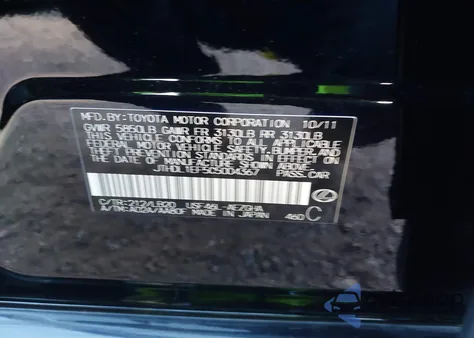 MFD.BY:TOYOTA MOTOR CORPORATION 10/11
GVWR 5850LB GAWR FR 3130LB RR 3130LB
THIS VEHICLE CONFORMS TO ALL APPLICABLE
FEDERAL MOTOR VEHICLE SAFETY,BUMPER,AND
THEFT PREVENTION STANDARDS IN EFFECT ON
THE DATE OF MANUFACTURE SHOWN ABOVE.
JTHDL1EF5C5004367 PASS.CAR
C/TR:212/LB20 USF46L-AEZGHA
A/TM:A02A/AA80F MADE IN JAPAN 460 C